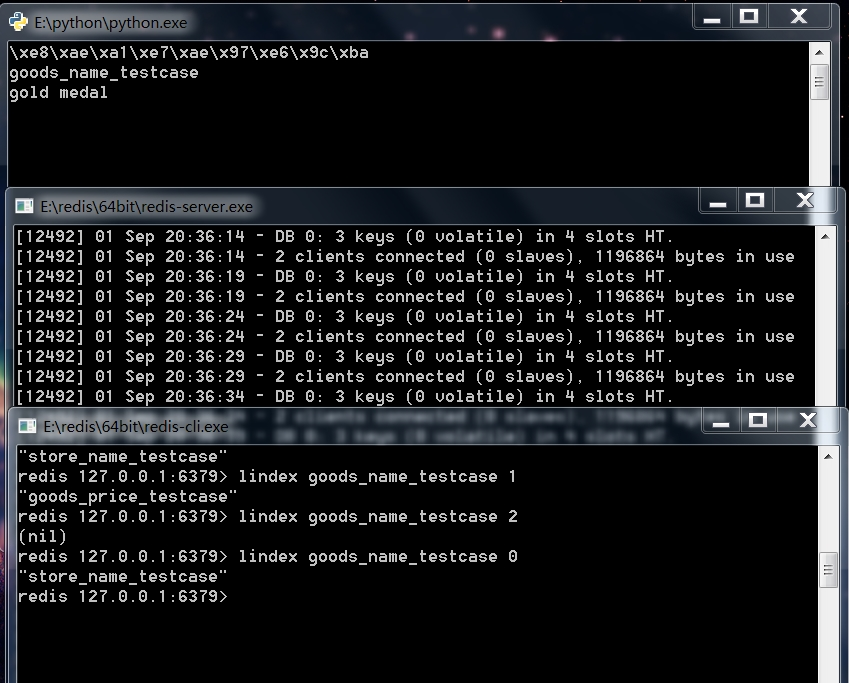 E:\python\python.exe
\xe8\xae\xa1\xe7\xae\x97\xe6\x9c\xba
goods_name_testcase
gold medal
E:\redis\64bit\redis-server.exe
[12492] 01 Sep 20:36:14 - DB 0: 3 keys (0 volatile) in 4 slots HT.
[12492] 01 Sep 20:36:14 - 2 clients connected (0 slaves), 1196864 bytes in use
[12492] 01 Sep 20:36:19 - DB 0: 3 keys (0 volatile) in 4 slots HT.
[12492] 01 Sep 20:36:19 - 2 clients connected (0 slaves), 1196864 bytes in use
[12492] 01 Sep 20:36:24 - DB 0: 3 keys (0 volatile) in 4 slots HT.
[12492] 01 Sep 20:36:24 - 2 clients connected (0 slaves), 1196864 bytes in use
[12492] 01 Sep 20:36:29 - DB 0: 3 keys (0 volatile) in 4 slots HT.
[12492] 01 Sep 20:36:29 - 2 clients connected (0 slaves), 1196864 bytes in use
[12492] 01 Sep 20:36:34 - DB 0: 3 keys (0 volatile) in 4 slots HT.
E:\redis\64bit\redis-cli.exe
"store_name_testcase"
redis 127.0.0.1:6379> lindex goods_name_testcase 1
"goods_price_testcase"
redis 127.0.0.1:6379> lindex goods_name_testcase 2
(nil)
redis 127.0.0.1:6379> lindex goods_name_testcase 0
"store_name_testcase"
redis 127.0.0.1:6379>